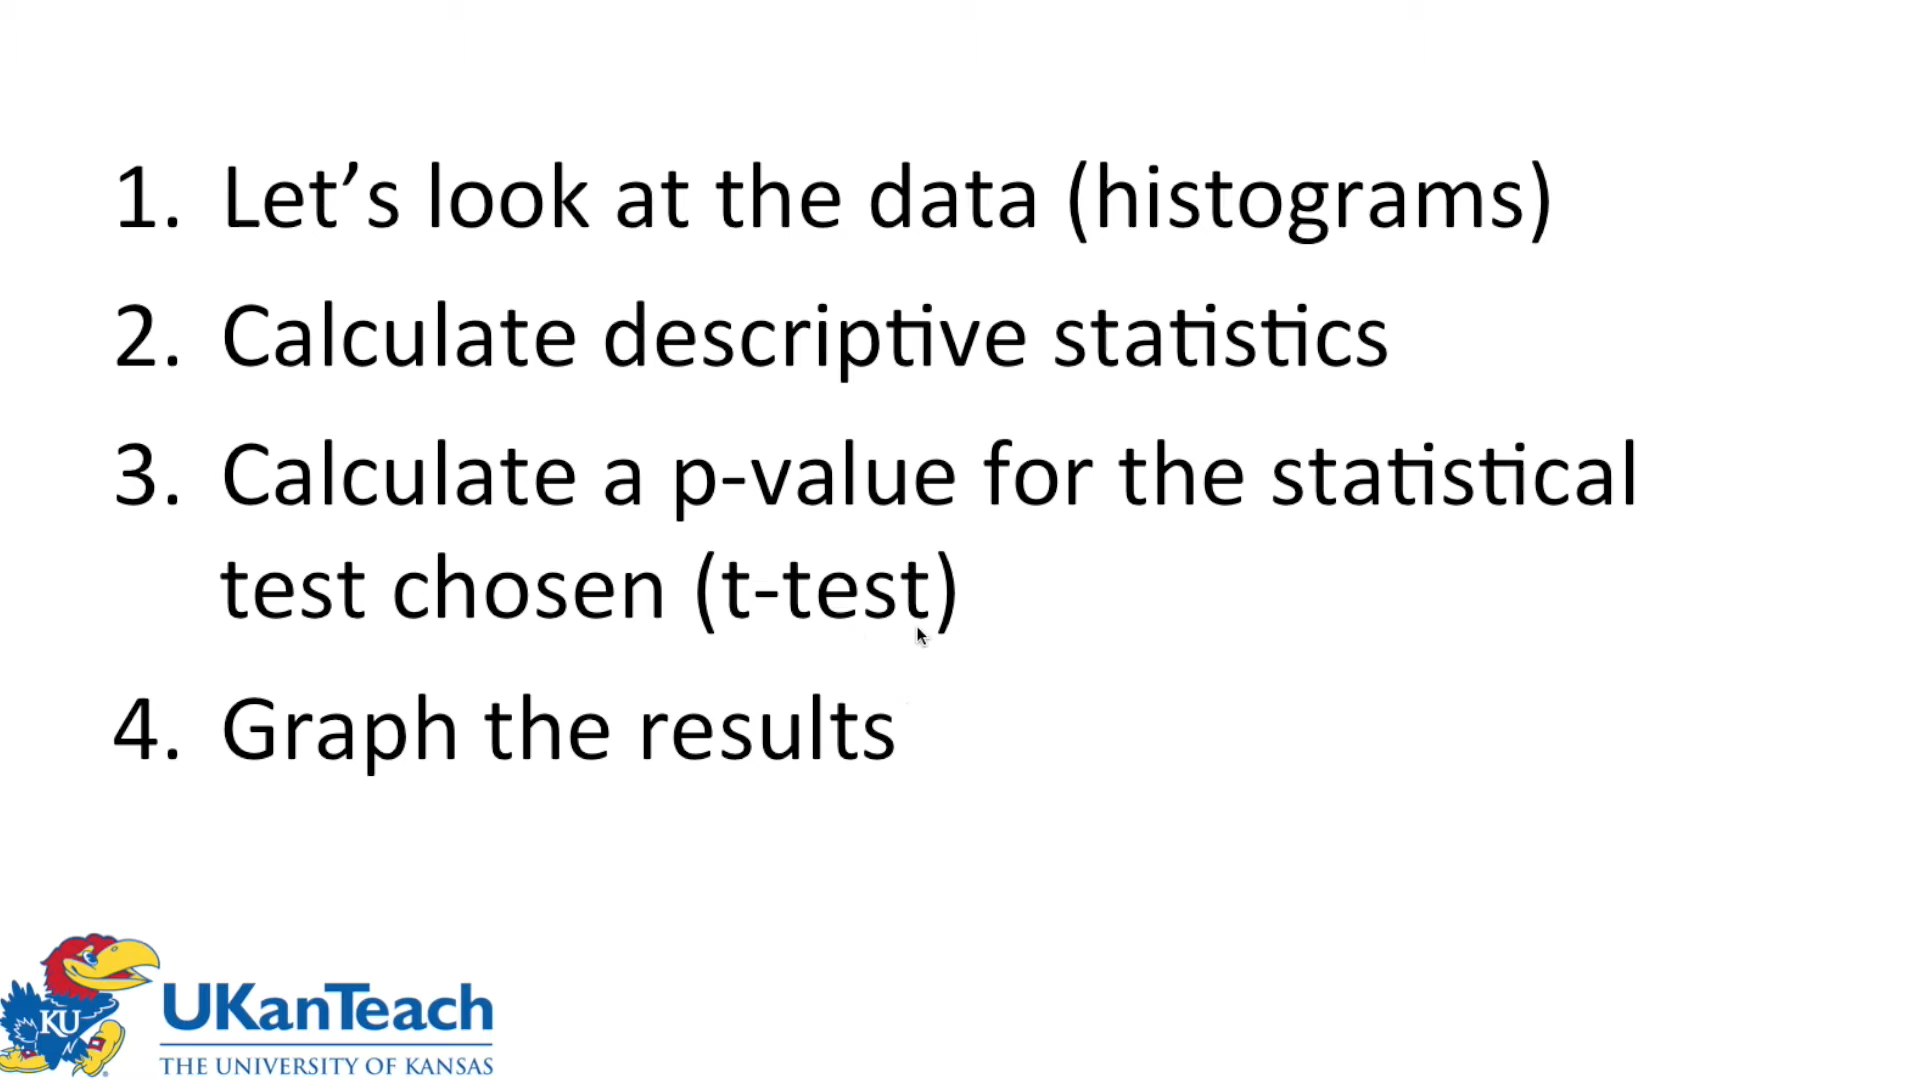 1. Let’s look at the data (histograms)
2. Calculate descriptive statistics
3. Calculate a p-value for the statistical
test chosen (t-test)
4. Graph the results
KU
UKanTeach
THE UNIVERSITY OF KANSAS